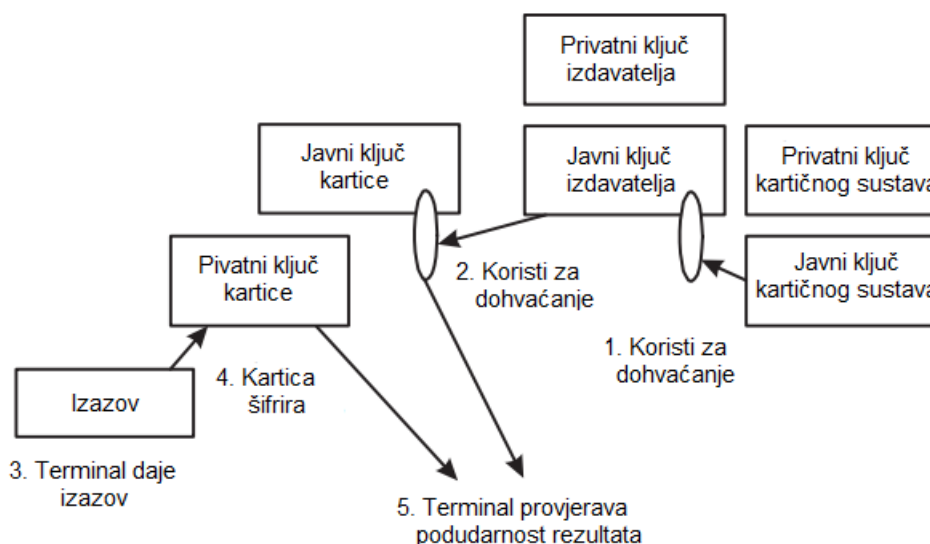 Privatni ključ
izdavatelja
Javni ključ
kartice
Javni ključ
izdavatelja
Privatni ključ
kartičnog sustava
Pivatni ključ
kartice
2. Koristi za
dohvaćanje
Javni ključ
kartičnog sustava
1. Koristi za
dohvaćanje
Izazov
4. Kartica
šifrira
3. Terminal daje
izazov
5. Terminal provjerava
podudarnost rezultata